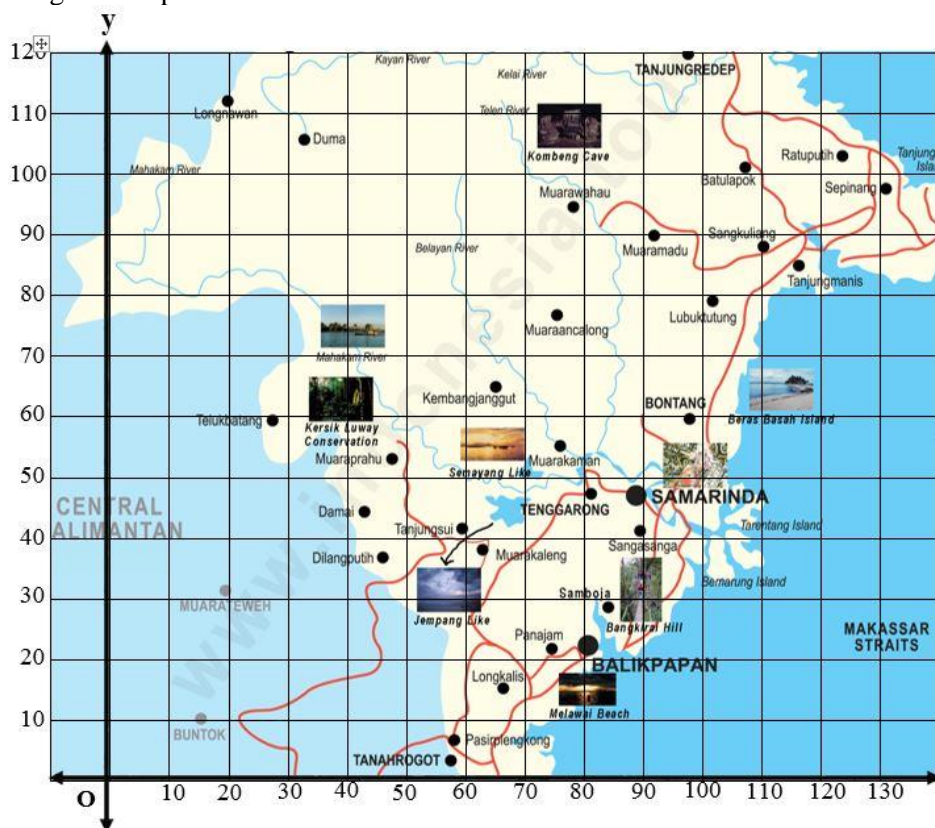 y
120
Kayan River
Kelai River
TANJUNGREDEP
110
Longnawan
Telen River
Duma
Kombeng Cave
Ratuputih
Mahakam River
100
Batulapok
Sepinang
Muarawahau
90
Belayan River
Muaramadu
Sangkuliang
Tanjungmanis
80
Muaraancalong
Lubuktutung
70
Mahakam River
Kembangjanggut
BONTANG
60
Telukbatang
Kersik Luway
Conservation
Beras Basah Island
Muaraprahu
Semayang Like
Muarakaman
50
CENTRAL
ALIMANTAN
Damai
Tanjungsui
TENGGARONG
SAMARINDA
Tarentang Island
40
Dilangputih
Muarakaleng
Sangasanga
Bemarung Island
30
MUARATEWEH
Jempang Like
Samboja
Bangkirai Hill
MAKASSAR
STRAITS
20
Panajam
BALIKPAPAN
Longkalis
Melawai Beach
10
BUNTOK
Pasirplengkong
TANAHROGOT
O
10 20 30 40 50 60 70 80 90 100 110 120 130